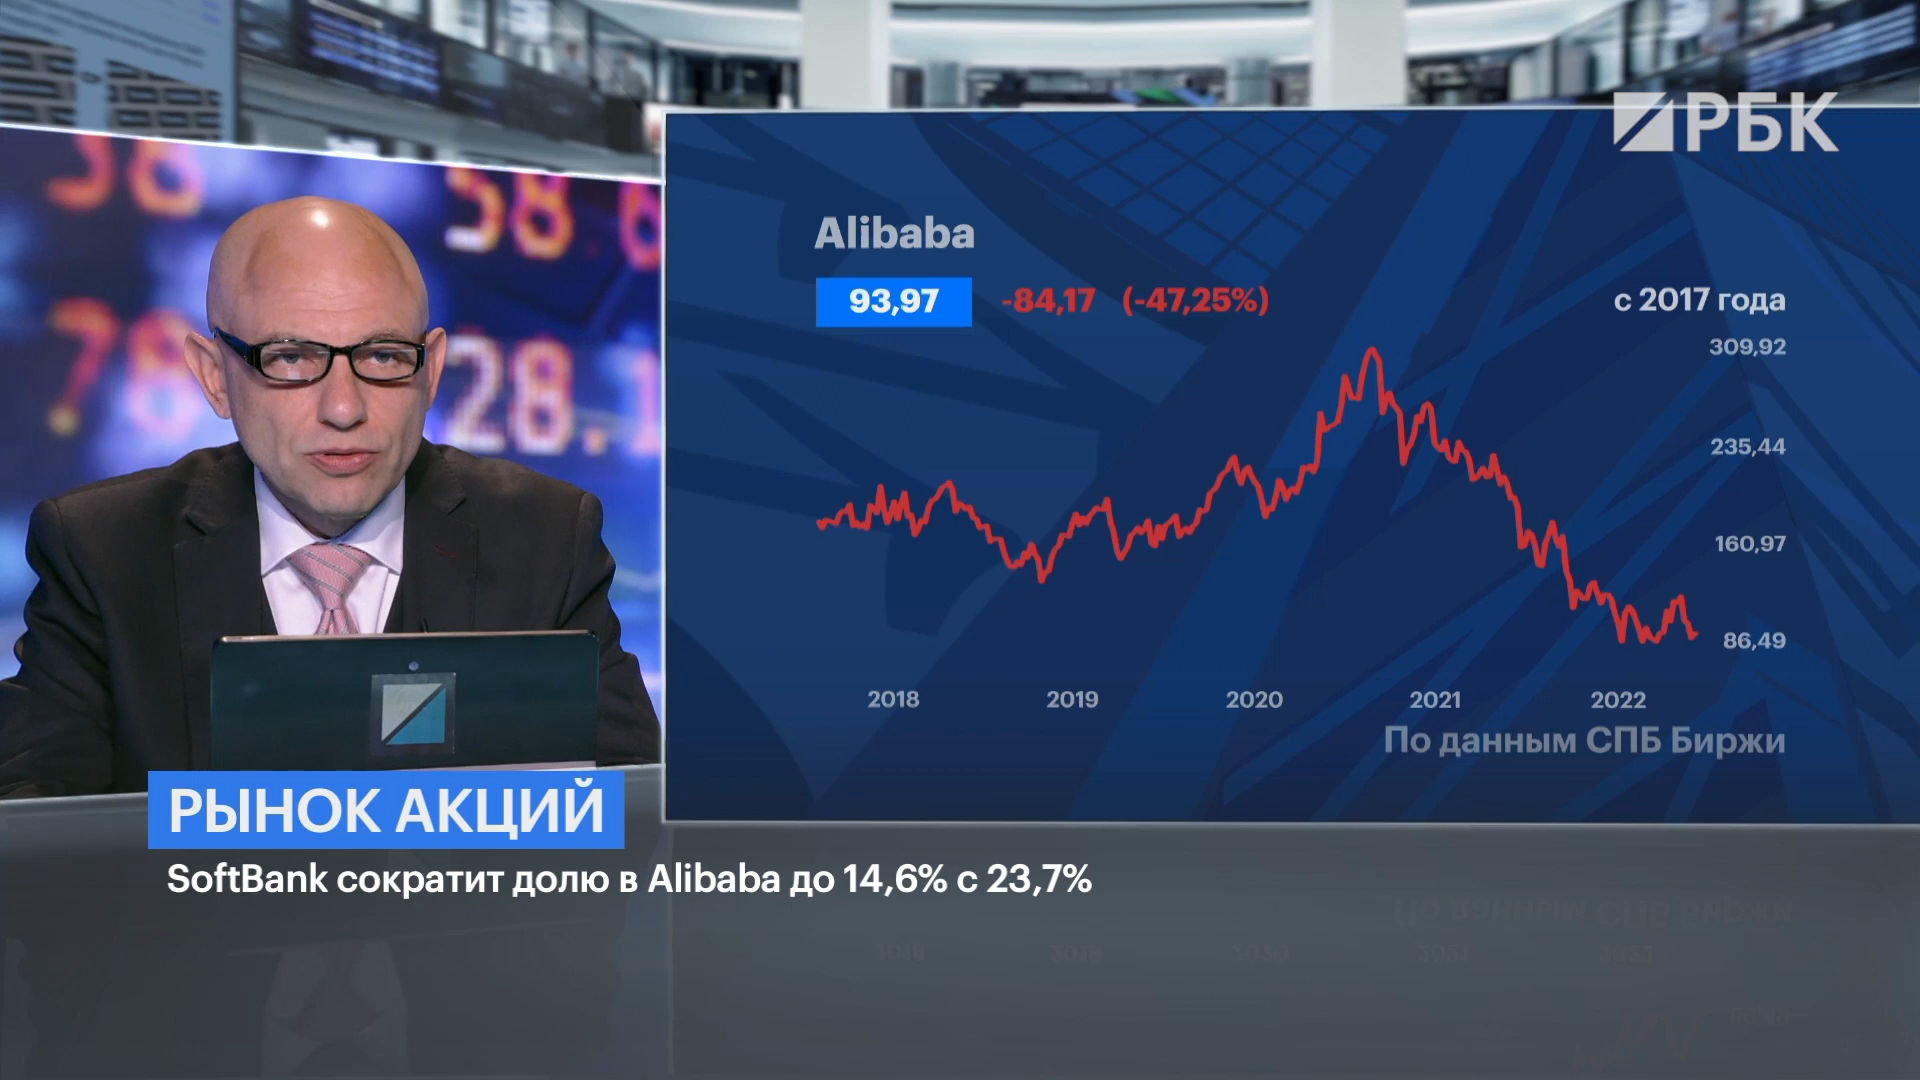 РБК
Alibaba
93,97 -84,17 (-47,25%)
с 2017 года
309,92
235,44
160,97
86,49
2018 2019 2020 2021 2022
По данным СПБ Биржи
РЫНОК АКЦИЙ
SoftBank сократит долю в Alibaba до 14,6% с 23,7%